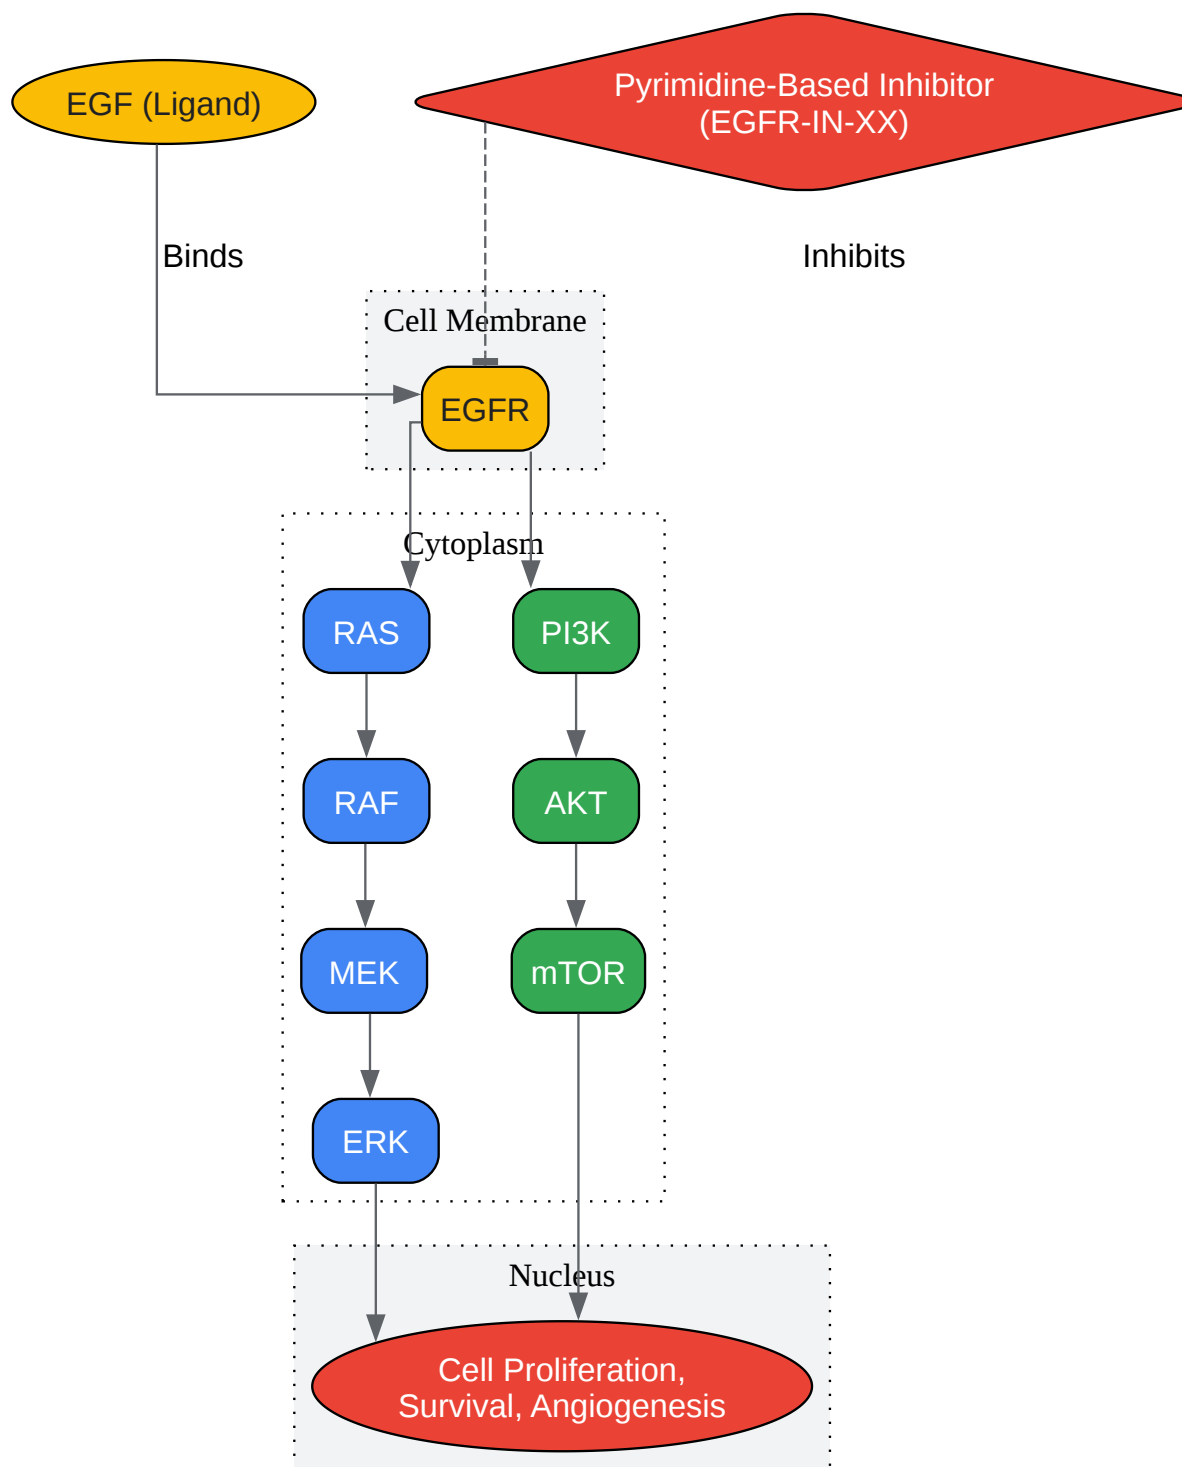 EGF (Ligand)
Pyrimidine-Based Inhibitor
(EGFR-IN-XX)
Binds
Inhibits
Cell Membrane
EGFR
Cytoplasm
RAS
PI3K
RAF
AKT
MEK
mTOR
ERK
Nucleus
Cell Proliferation,
Survival, Angiogenesis